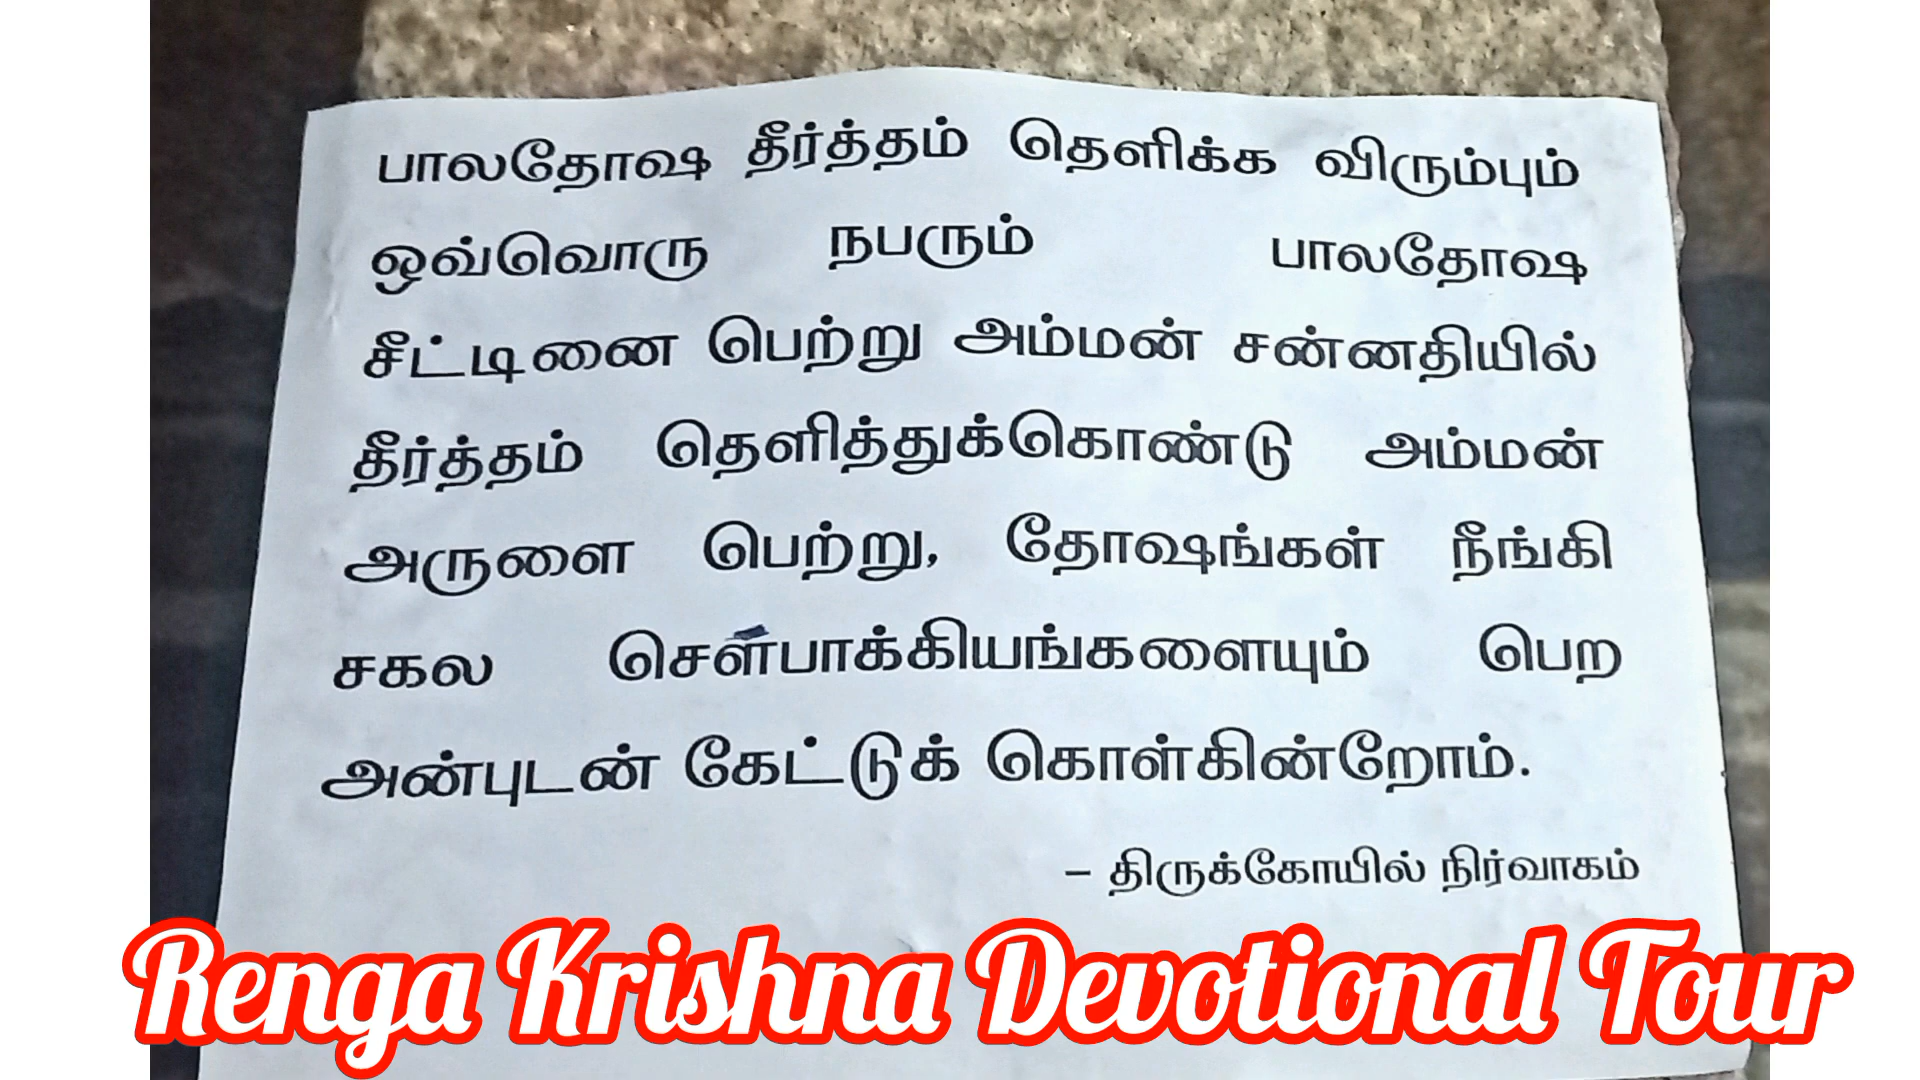 பாலதோஷ தீர்த்தம் தெளிக்க விரும்பும்
ஒவ்வொரு நபரும் பாலதோஷ
சீட்டினை பெற்று அம்மன் சன்னதியில்
தீர்த்தம் தெளித்துக்கொண்டு அம்மன்
அருளை பெற்று, தோஷங்கள் நீங்கி
சகல செள்பாக்கியங்களையும் பெற
அன்புடன் கேட்டுக் கொள்கின்றோம்.
– திருக்கோயில் நிர்வாகம்
Renga Krishna Devotional Tour